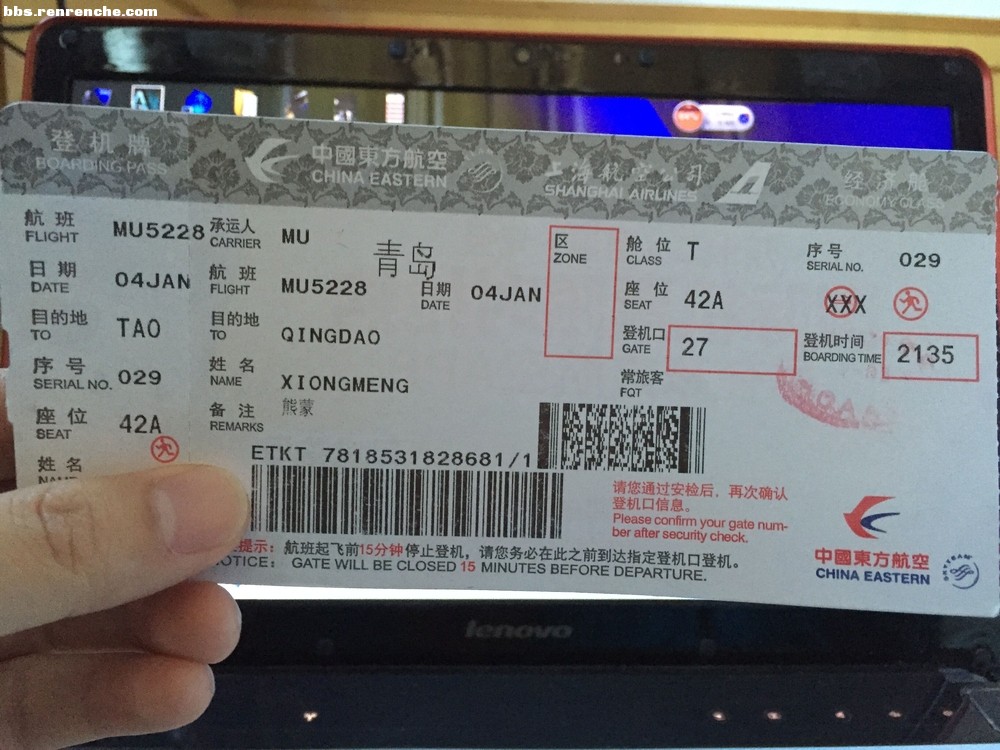 bbs.renrenche.com
登机牌
BOARDING PASS
中國東方航空
CHINA EASTERN
上海航空公司
SHANGHAI AIRLINES
经济舱
ECONOMY CLASS
航班 MU5228
FLIGHT
日期 04JAN
DATE
目的地 TAO
TO
序号 029
SERIAL NO.
座位 42A
SEAT
姓名
承运人 MU
CARRIER
青岛
航班 MU5228
FLIGHT
日期 04JAN
DATE
目的地 QINGDAO
TO
姓名 XIONGMENG
NAME
熊蒙
备注
REMARKS
ETKT 7818531828681/1
区
ZONE
舱位 T
CLASS
座位 42A
SEAT
登机口 27
GATE
常旅客
FQT
序号 029
SERIAL NO.
XXX
登机时间 2135
BOARDING TIME
请您通过安检后，再次确认
登机口信息。
Please confirm your gate num-
ber after security check.
提示：航班起飞前15分钟停止登机，请您务必在此之前到达指定登机口登机。
NOTICE： GATE WILL BE CLOSED 15 MINUTES BEFORE DEPARTURE.
中國東方航空
CHINA EASTERN
SKYTEAM
lenovo